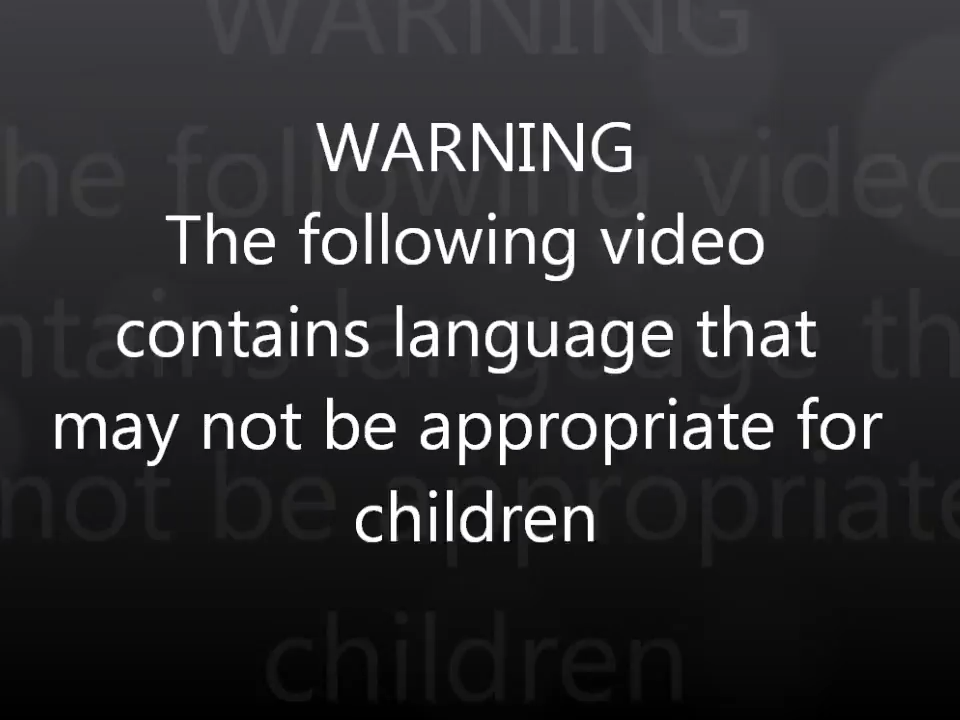 WARNING
The following video
contains language that
may not be appropriate for
children